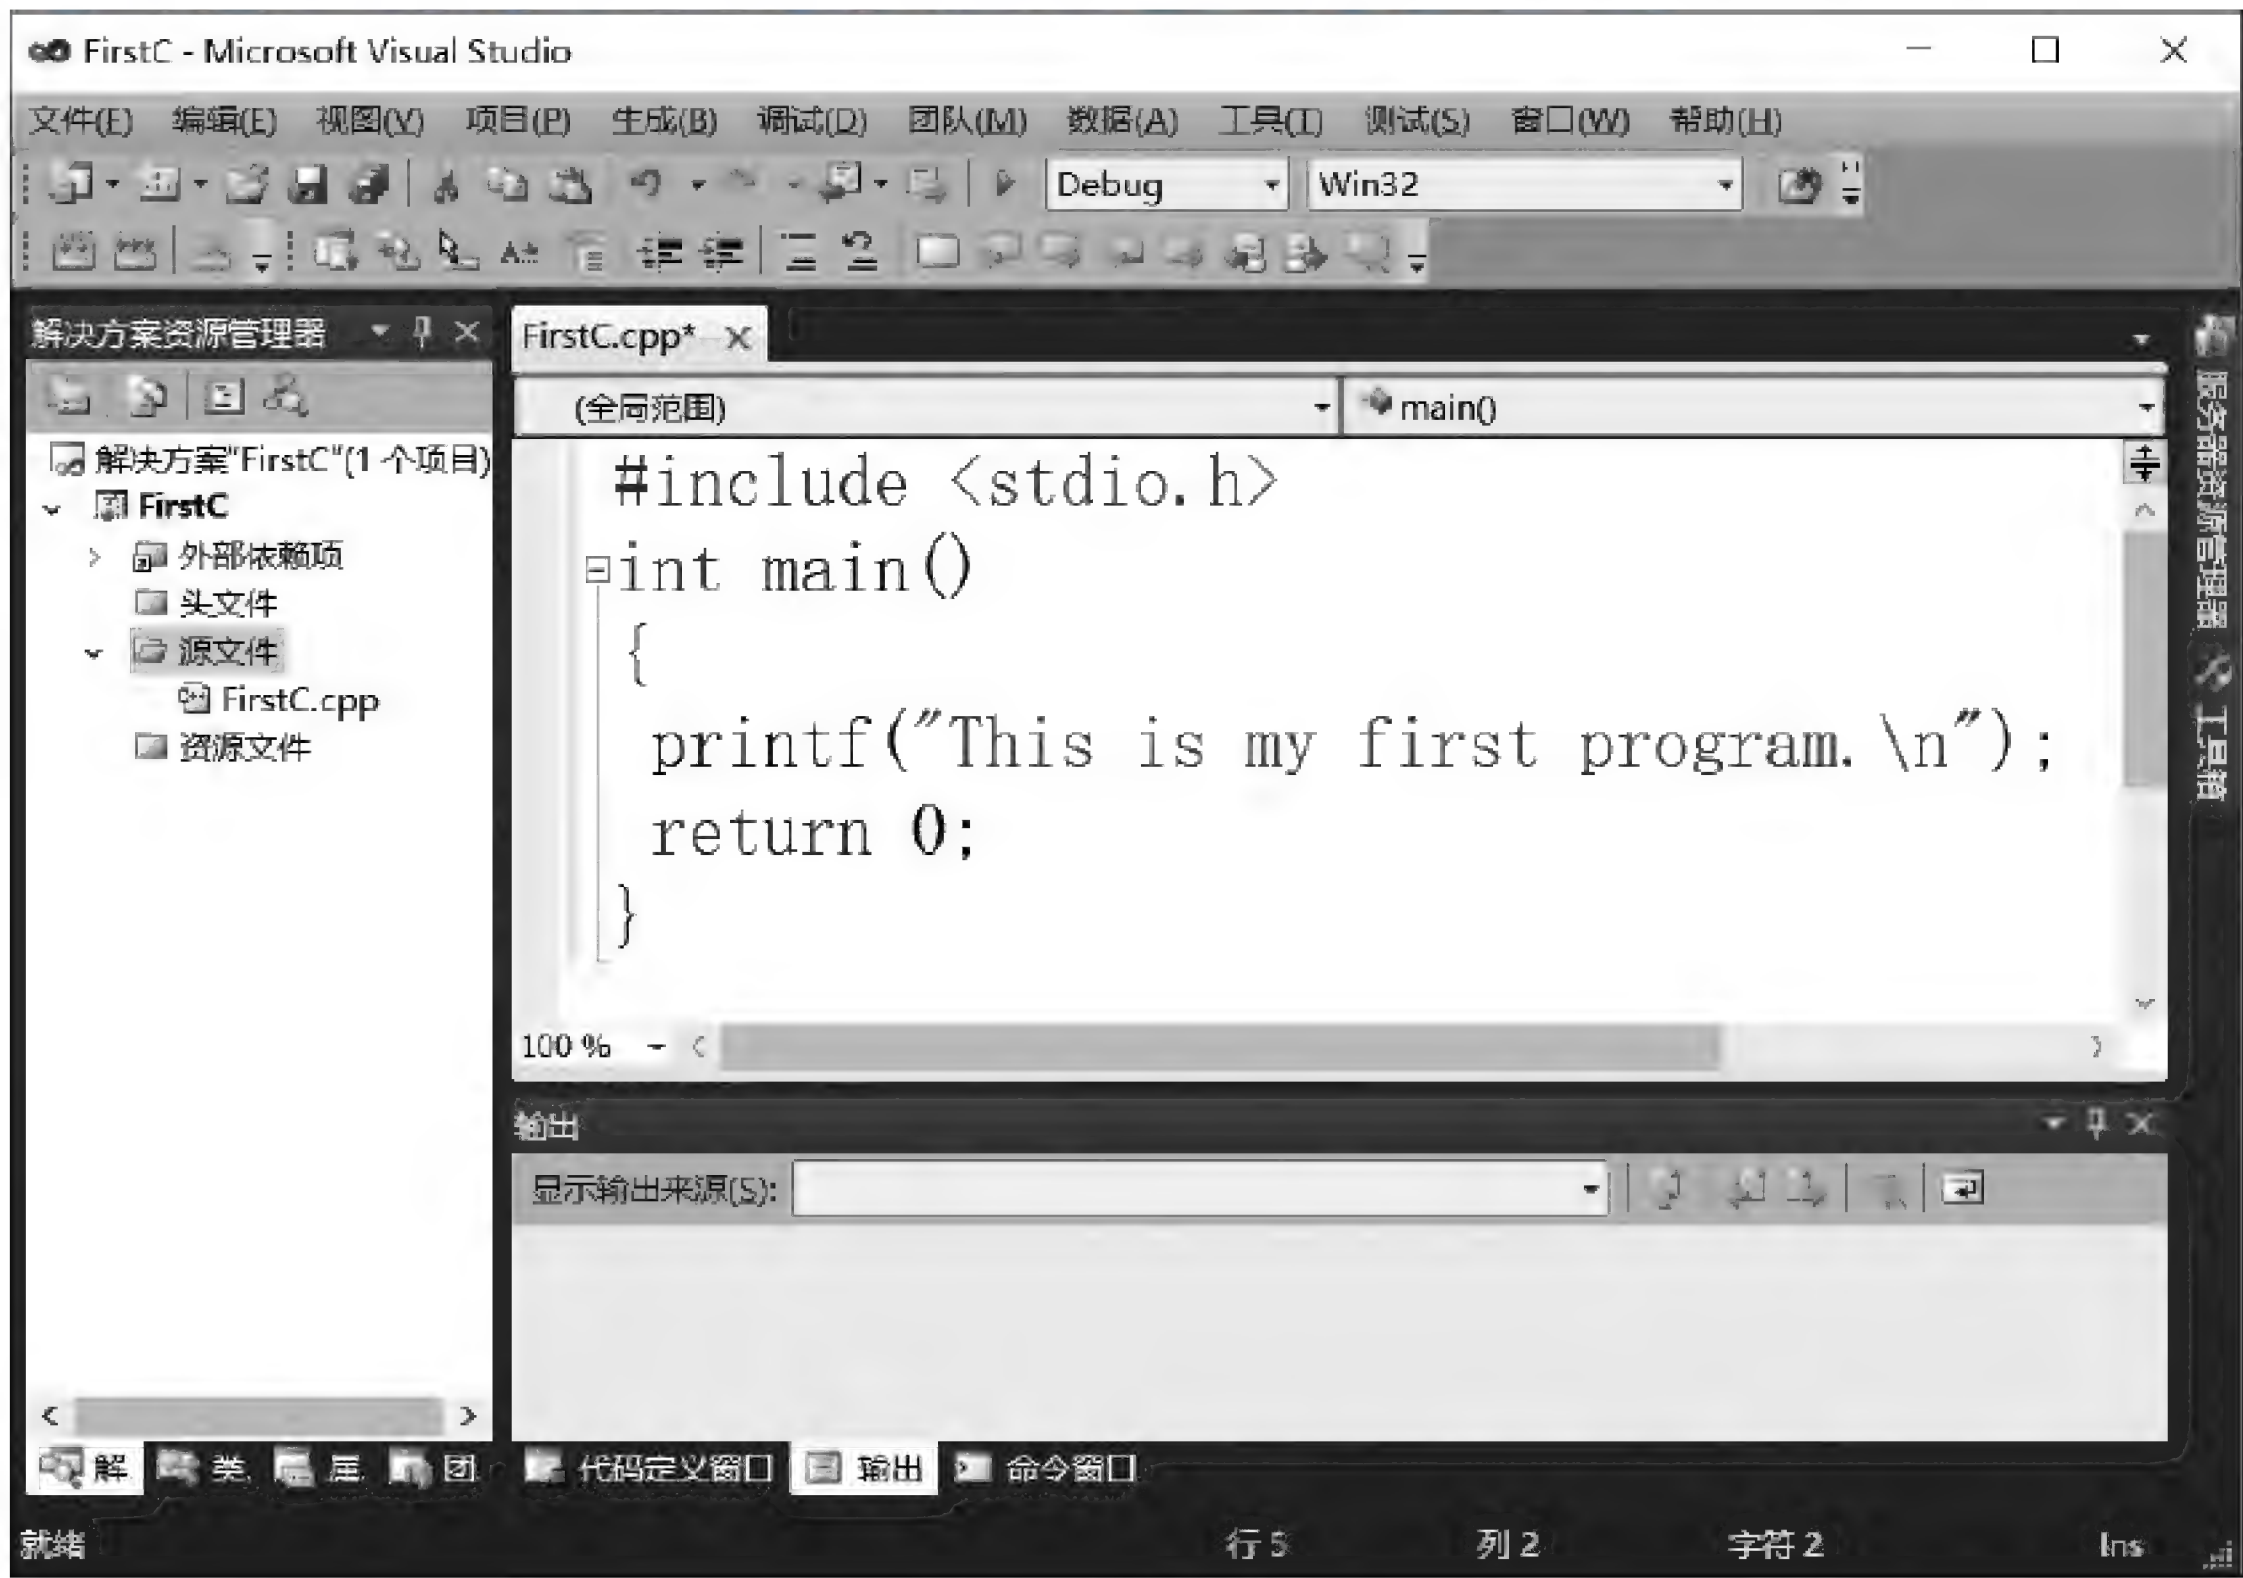 FirstC - Microsoft Visual Studio
文件(F) 编辑(E) 视图(V) 项目(P) 生成(B) 调试(D) 团队(M) 数据(A) 工具(T) 测试(S) 窗口(W) 帮助(H)
Debug Win32
解决方案资源管理器
解决方案"FirstC"(1 个项目)
FirstC
外部依赖项
头文件
源文件
FirstC.cpp
资源文件
解 类 属 团
FirstC.cpp*
(全局范围) main()
#include <stdio.h>
int main()
{
printf("This is my first program.\n");
return 0;
}
100 %
输出
显示输出来源(S):
代码定义窗口 输出 命令窗口
服务器资源管理器
工具箱
就绪 行 5 列 2 字符 2 Ins